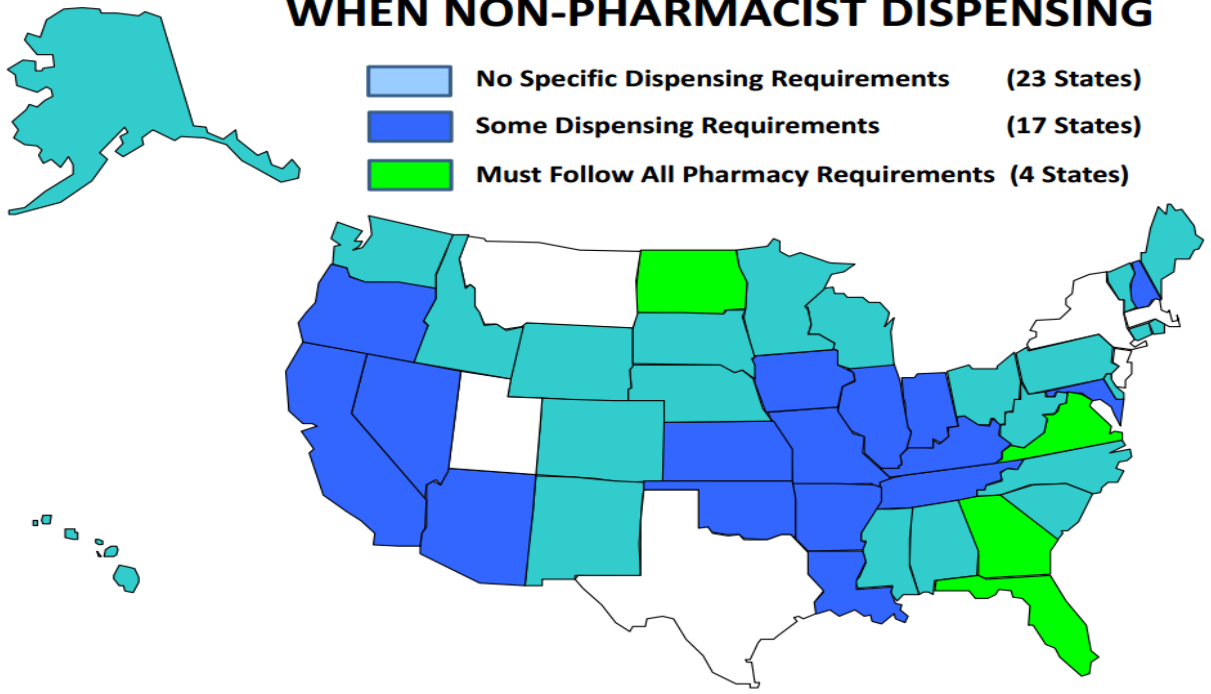 WHEN NON-PHARMACIST DISPENSING
No Specific Dispensing Requirements (23 States)
Some Dispensing Requirements (17 States)
Must Follow All Pharmacy Requirements (4 States)